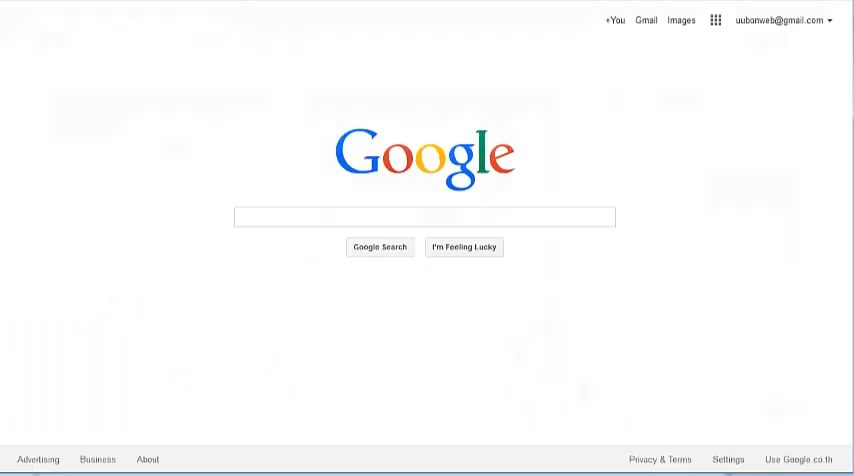 +You Gmail Images uubonweb@gmail.com
Google
Google Search I'm Feeling Lucky
Advertising Business About Privacy & Terms Settings Use Google.co.th